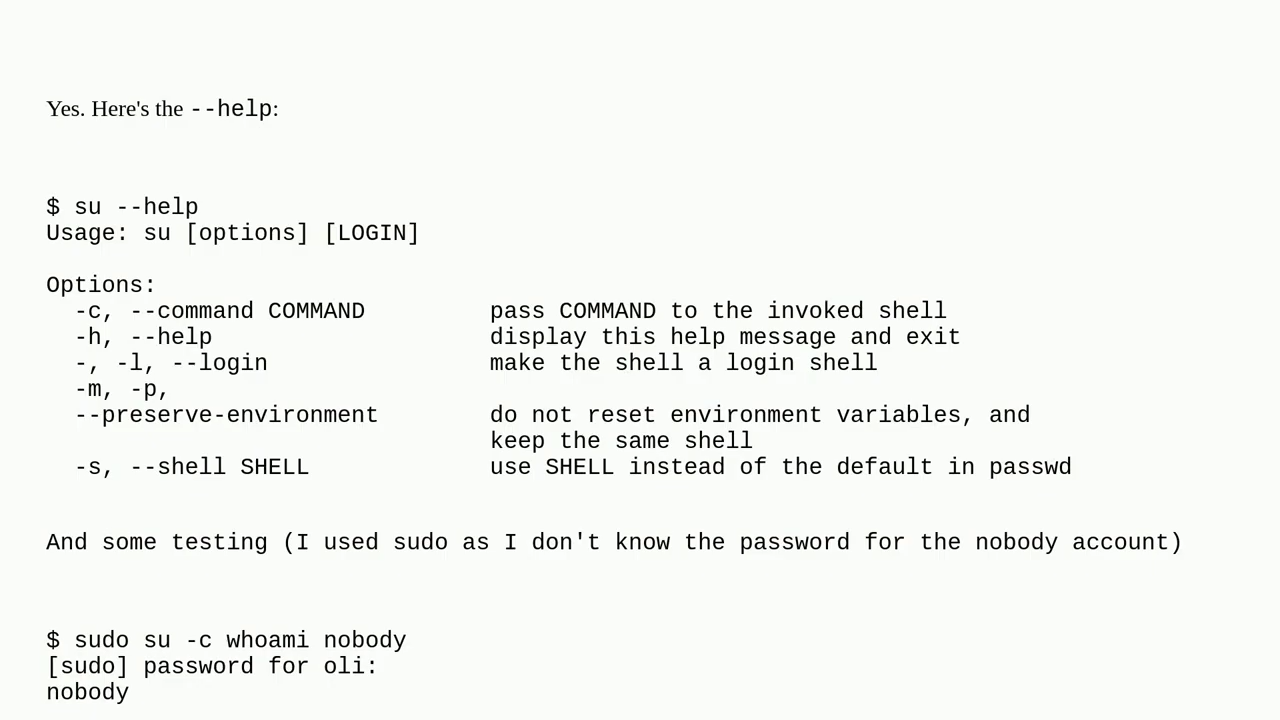 Yes. Here's the --help:
$ su --help
Usage: su [options] [LOGIN]
Options:
-c, --command COMMAND pass COMMAND to the invoked shell
-h, --help display this help message and exit
-, -l, --login make the shell a login shell
-m, -p,
--preserve-environment do not reset environment variables, and
keep the same shell
-s, --shell SHELL use SHELL instead of the default in passwd
And some testing (I used sudo as I don't know the password for the nobody account)
$ sudo su -c whoami nobody
[sudo] password for oli:
nobody